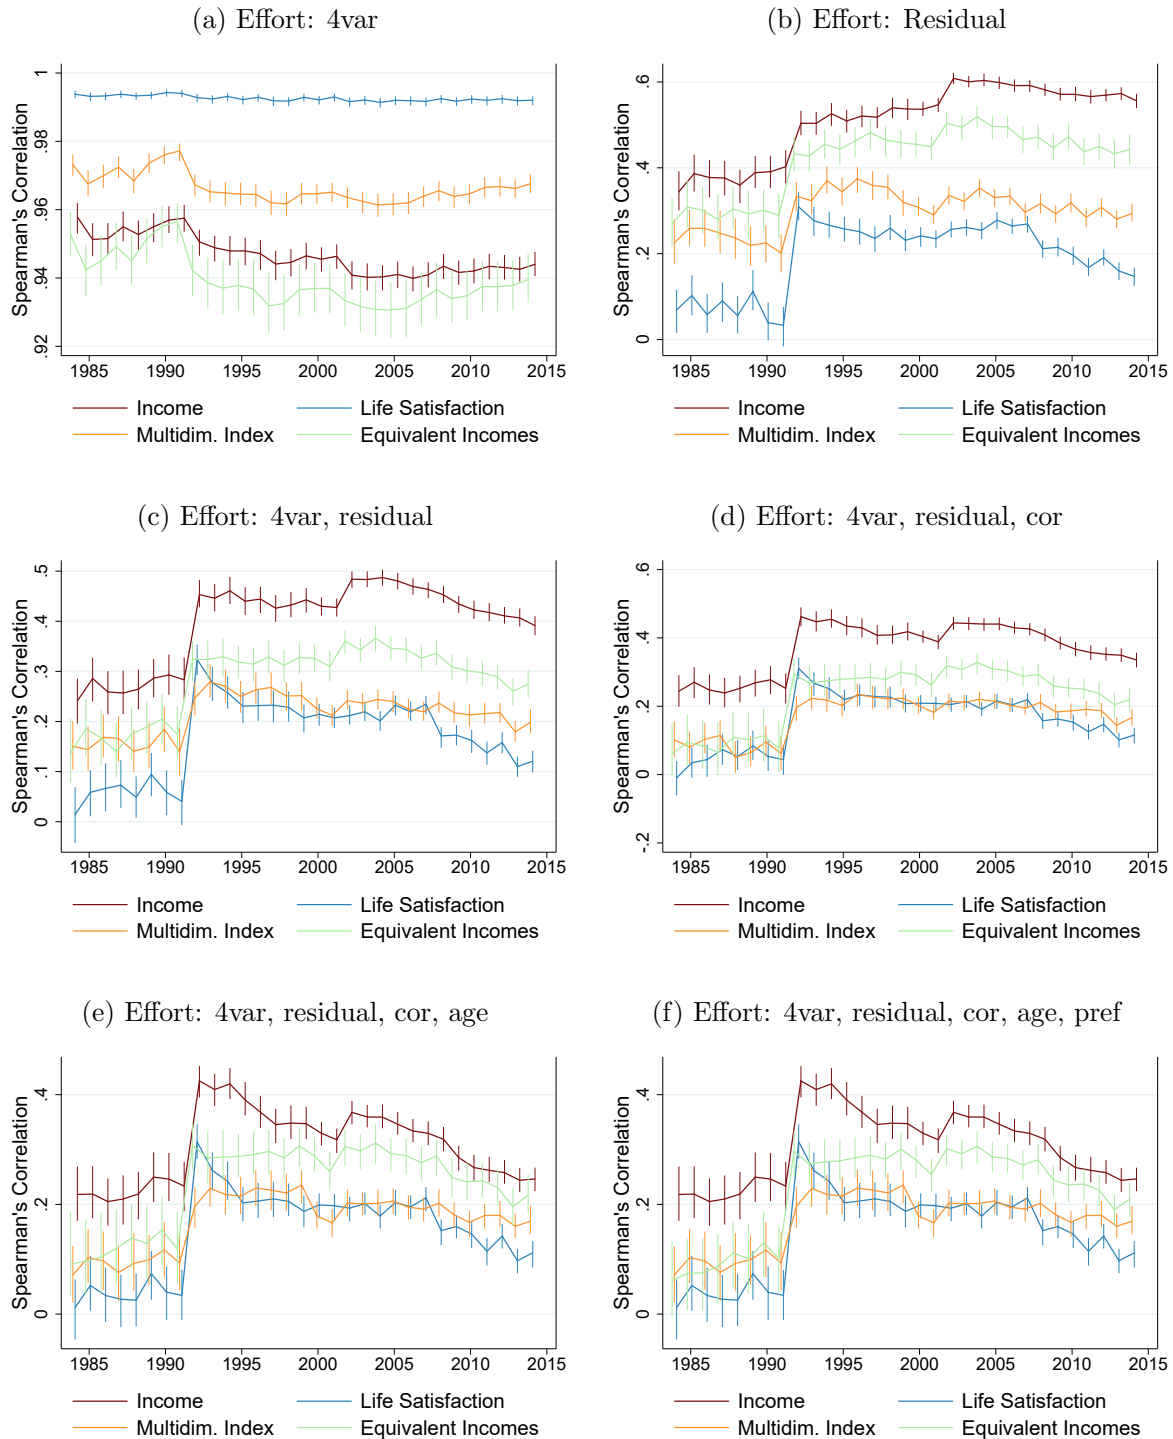 (a) Effort: 4var
Spearman's Correlation
1
.98
.96
.94
.92
1985 1990 1995 2000 2005 2010 2015
Income Life Satisfaction
Multidim. Index Equivalent Incomes
(b) Effort: Residual
Spearman's Correlation
.6
.4
.2
0
1985 1990 1995 2000 2005 2010 2015
Income Life Satisfaction
Multidim. Index Equivalent Incomes
(c) Effort: 4var, residual
Spearman's Correlation
.5
.4
.3
.2
.1
0
1985 1990 1995 2000 2005 2010 2015
Income Life Satisfaction
Multidim. Index Equivalent Incomes
(d) Effort: 4var, residual, cor
Spearman's Correlation
.6
.4
.2
0
-.2
1985 1990 1995 2000 2005 2010 2015
Income Life Satisfaction
Multidim. Index Equivalent Incomes
(e) Effort: 4var, residual, cor, age
Spearman's Correlation
.4
.2
0
1985 1990 1995 2000 2005 2010 2015
Income Life Satisfaction
Multidim. Index Equivalent Incomes
(f) Effort: 4var, residual, cor, age, pref
Spearman's Correlation
.4
.2
0
1985 1990 1995 2000 2005 2010 2015
Income Life Satisfaction
Multidim. Index Equivalent Incomes